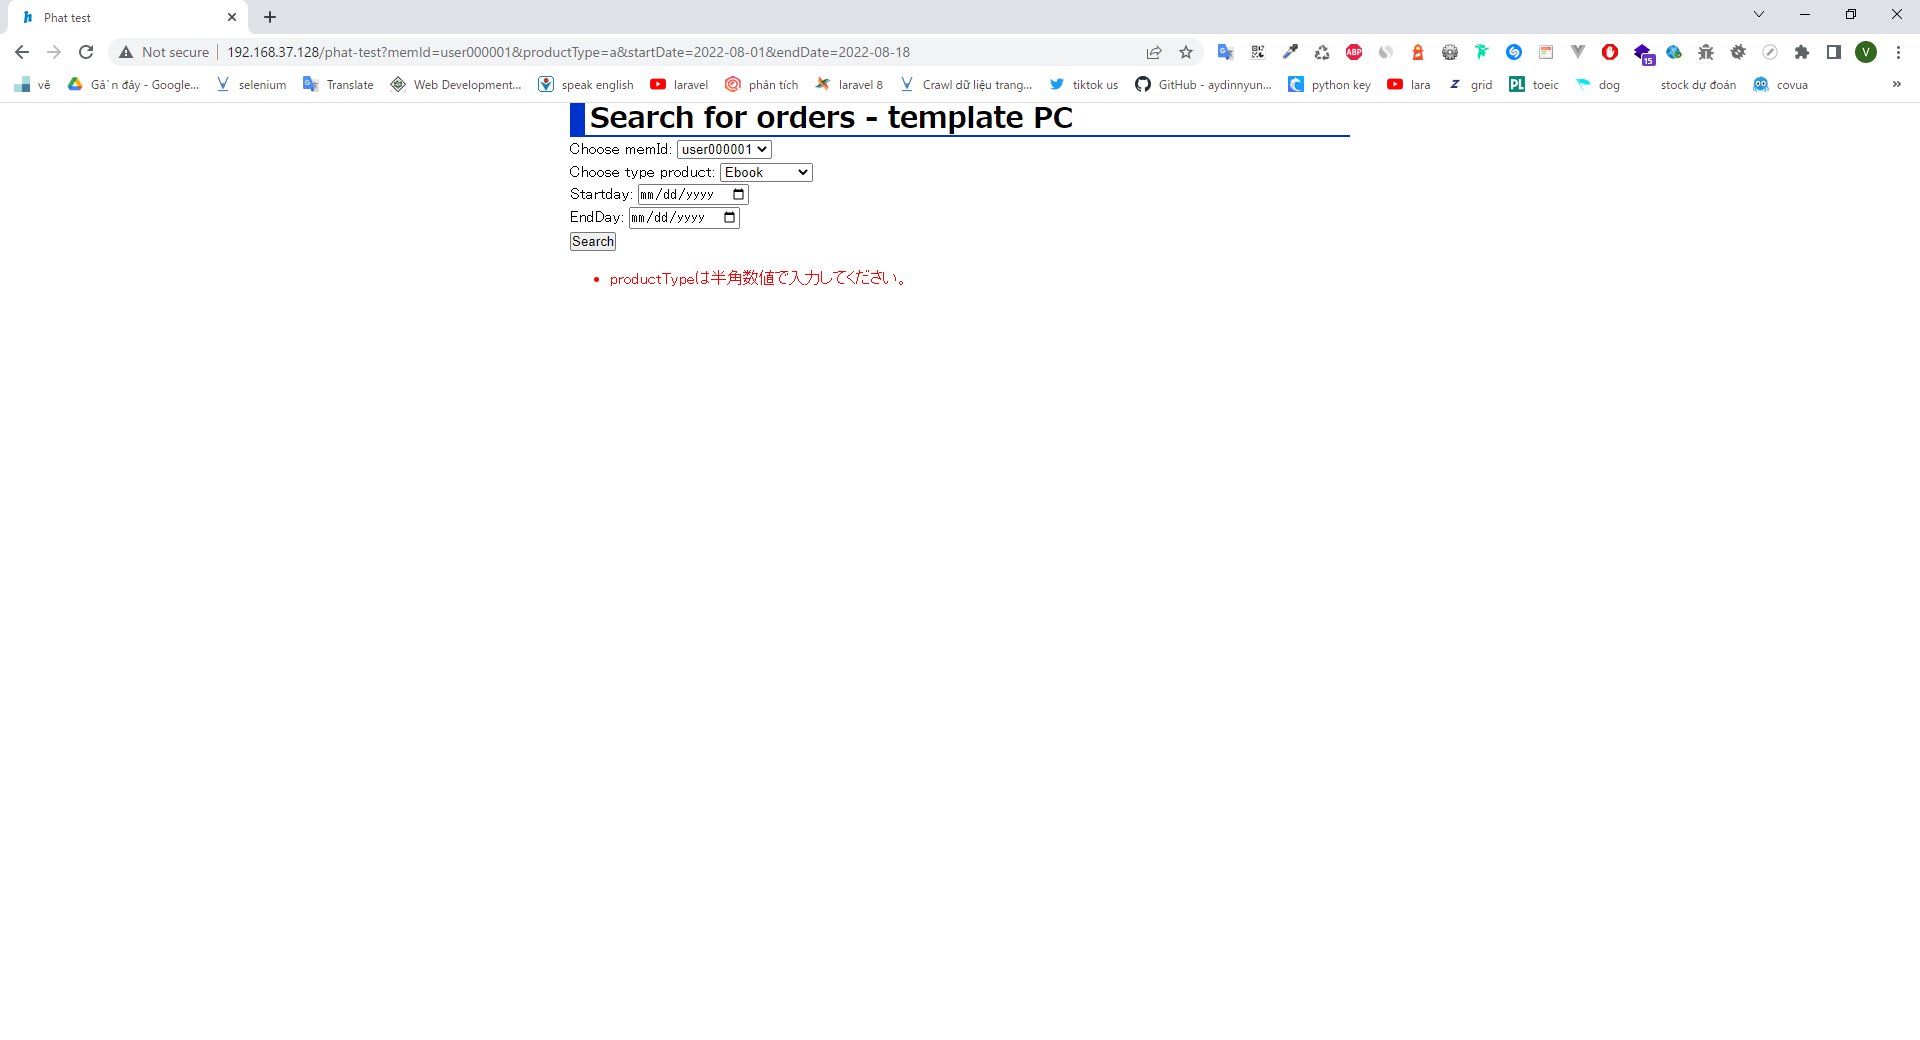 Phat test
Not secure
192.168.37.128/phat-test?memId=user000001&productType=a&startDate=2022-08-01&endDate=2022-08-18
ABP
15
V
vẽ
Gần đây - Google...
selenium
Translate
Web Development...
speak english
laravel
phân tích
laravel 8
Crawl dữ liệu trang...
tiktok us
GitHub - aydinnyun...
python key
lara
grid
PL
toeic
dog
stock dự đoán
covua
»
Search for orders - template PC
Choose memId: user000001
Choose type product: Ebook
Startday: mm/dd/yyyy
EndDay: mm/dd/yyyy
Search
• productTypeは半角数値で入力してください。